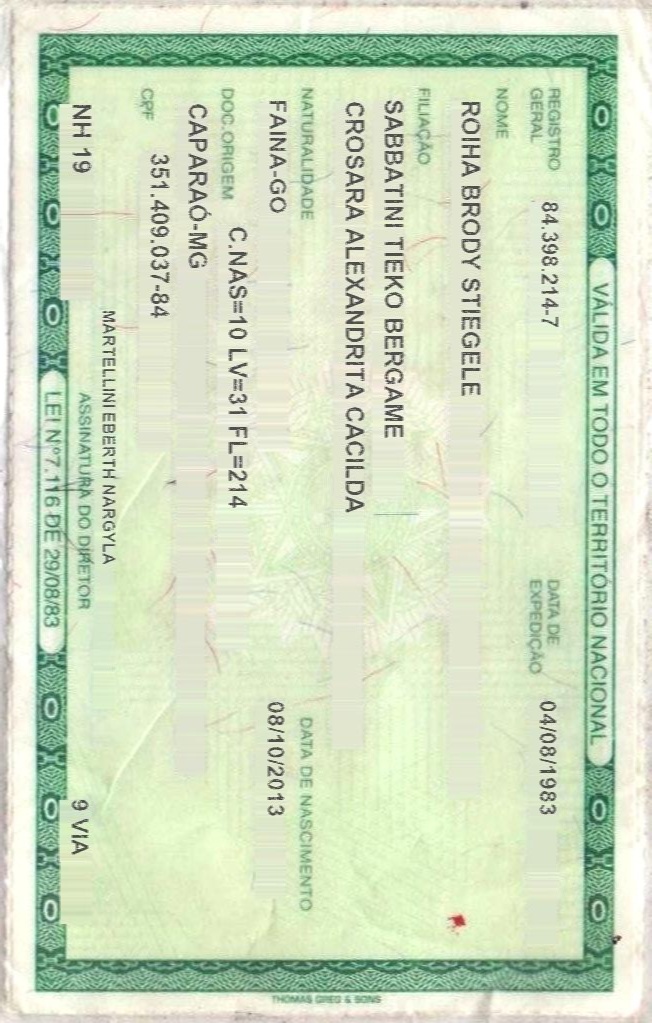 VÁLIDA EM TODO O TERRITÓRIO NACIONAL
REGISTRO GERAL 84.398.214-7 DATA DE EXPEDIÇÃO 04/08/1983
NOME
ROIHA BRODY STIEGELE
FILIAÇÃO
SABBATINI TIEKO BERGAME
CROSARA ALEXANDRITA CACILDA
NATURALIDADE DATA DE NASCIMENTO
FAINA-GO 08/10/2013
DOC.ORIGEM C.NAS=10 LV=31 FL=214
CAPARAÓ-MG
CPF 351.409.037-84
MARTELLINI EBERTH NARGYLA
NH 19 ASSINATURA DO DIRETOR 9 VIA
LEI Nº7.116 DE 29/08/83
THOMAS GREG & SONS